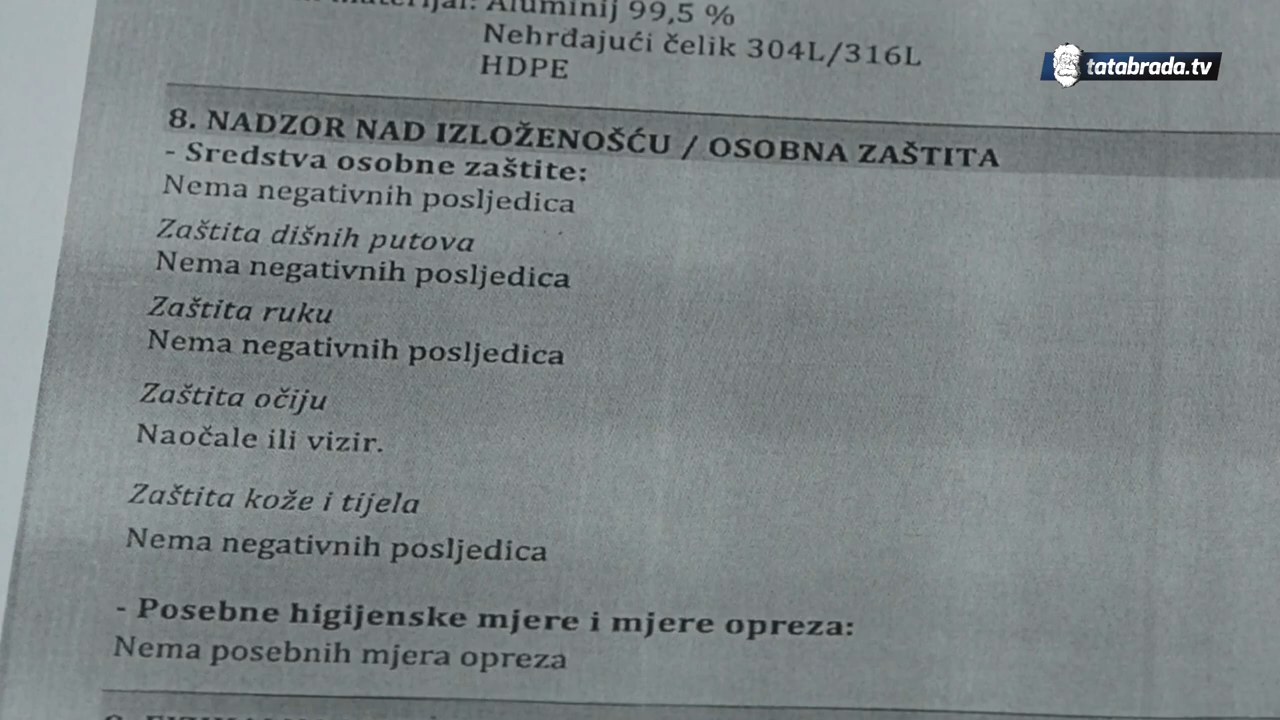 Aluminij 99,5 %
Nehrđajući čelik 304L/316L
HDPE
tatabrada.tv
8. NADZOR NAD IZLOŽENOŠĆU / OSOBNA ZAŠTITA
- Sredstva osobne zaštite:
Nema negativnih posljedica
Zaštita dišnih putova
Nema negativnih posljedica
Zaštita ruku
Nema negativnih posljedica
Zaštita očiju
Naočale ili vizir.
Zaštita kože i tijela
Nema negativnih posljedica
- Posebne higijenske mjere i mjere opreza:
Nema posebnih mjera opreza